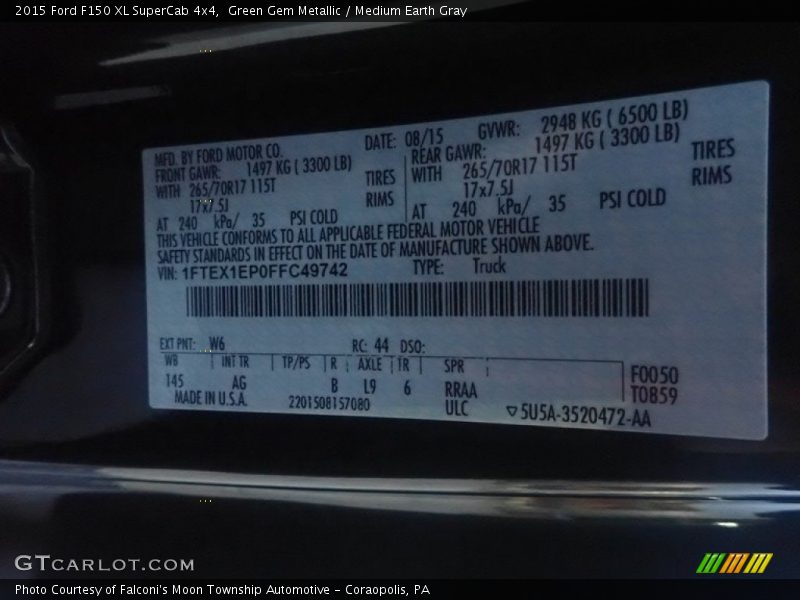 2015 Ford F150 XL SuperCab 4x4,  Green Gem Metallic / Medium Earth Gray
MFD. BY FORD MOTOR CO.
DATE: 08/15
GVWR: 2948 KG ( 6500 LB)
FRONT GAWR: 1497 KG ( 3300 LB)
WITH 265/70R17 115T TIRES
17x7.5J RIMS
AT 240 kPa/ 35 PSI COLD
REAR GAWR: 1497 KG ( 3300 LB)
WITH 265/70R17 115T TIRES
17x7.5J RIMS
AT 240 kPa/ 35 PSI COLD
THIS VEHICLE CONFORMS TO ALL APPLICABLE FEDERAL MOTOR VEHICLE
SAFETY STANDARDS IN EFFECT ON THE DATE OF MANUFACTURE SHOWN ABOVE.
VIN: 1FTEX1EP0FFC49742 TYPE: Truck
EXT PNT: W6 RC: 44 DSO:
WB INT TR TP/PS R AXLE TR SPR
145 AG B L9 6 RRAA
F0050
T0859
MADE IN U.S.A. 2201508157080 ULC ▽5U5A-3520472-AA
GTCARLOT.COM
Photo Courtesy of Falconi's Moon Township Automotive - Coraopolis, PA